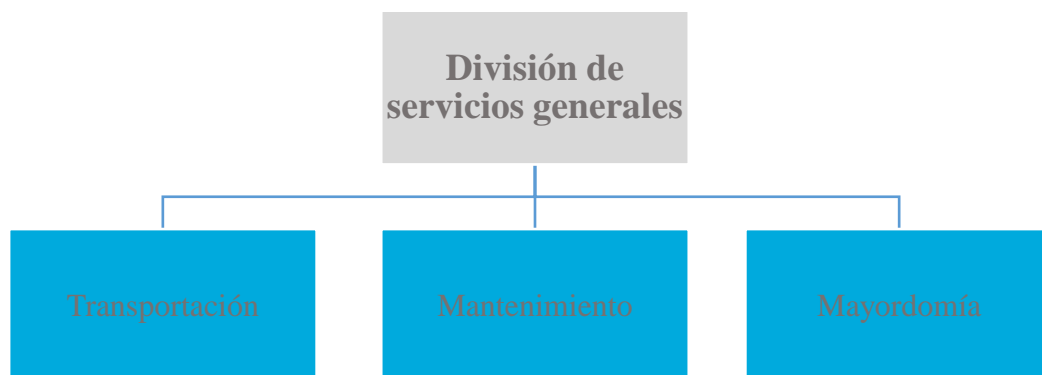 División de
servicios generales
Transportación
Mantenimiento
Mayordomía